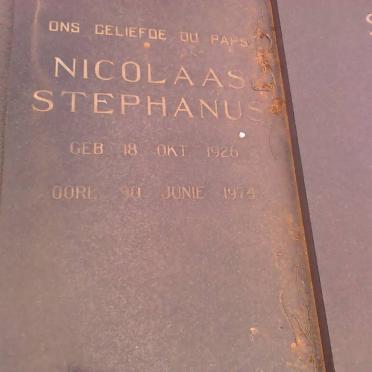 ONS GELIEFDE OU PAPS
NICOLAAS
STEPHANUS
GEB 18 OKT 1926
OORL 30 JUNIE 1974